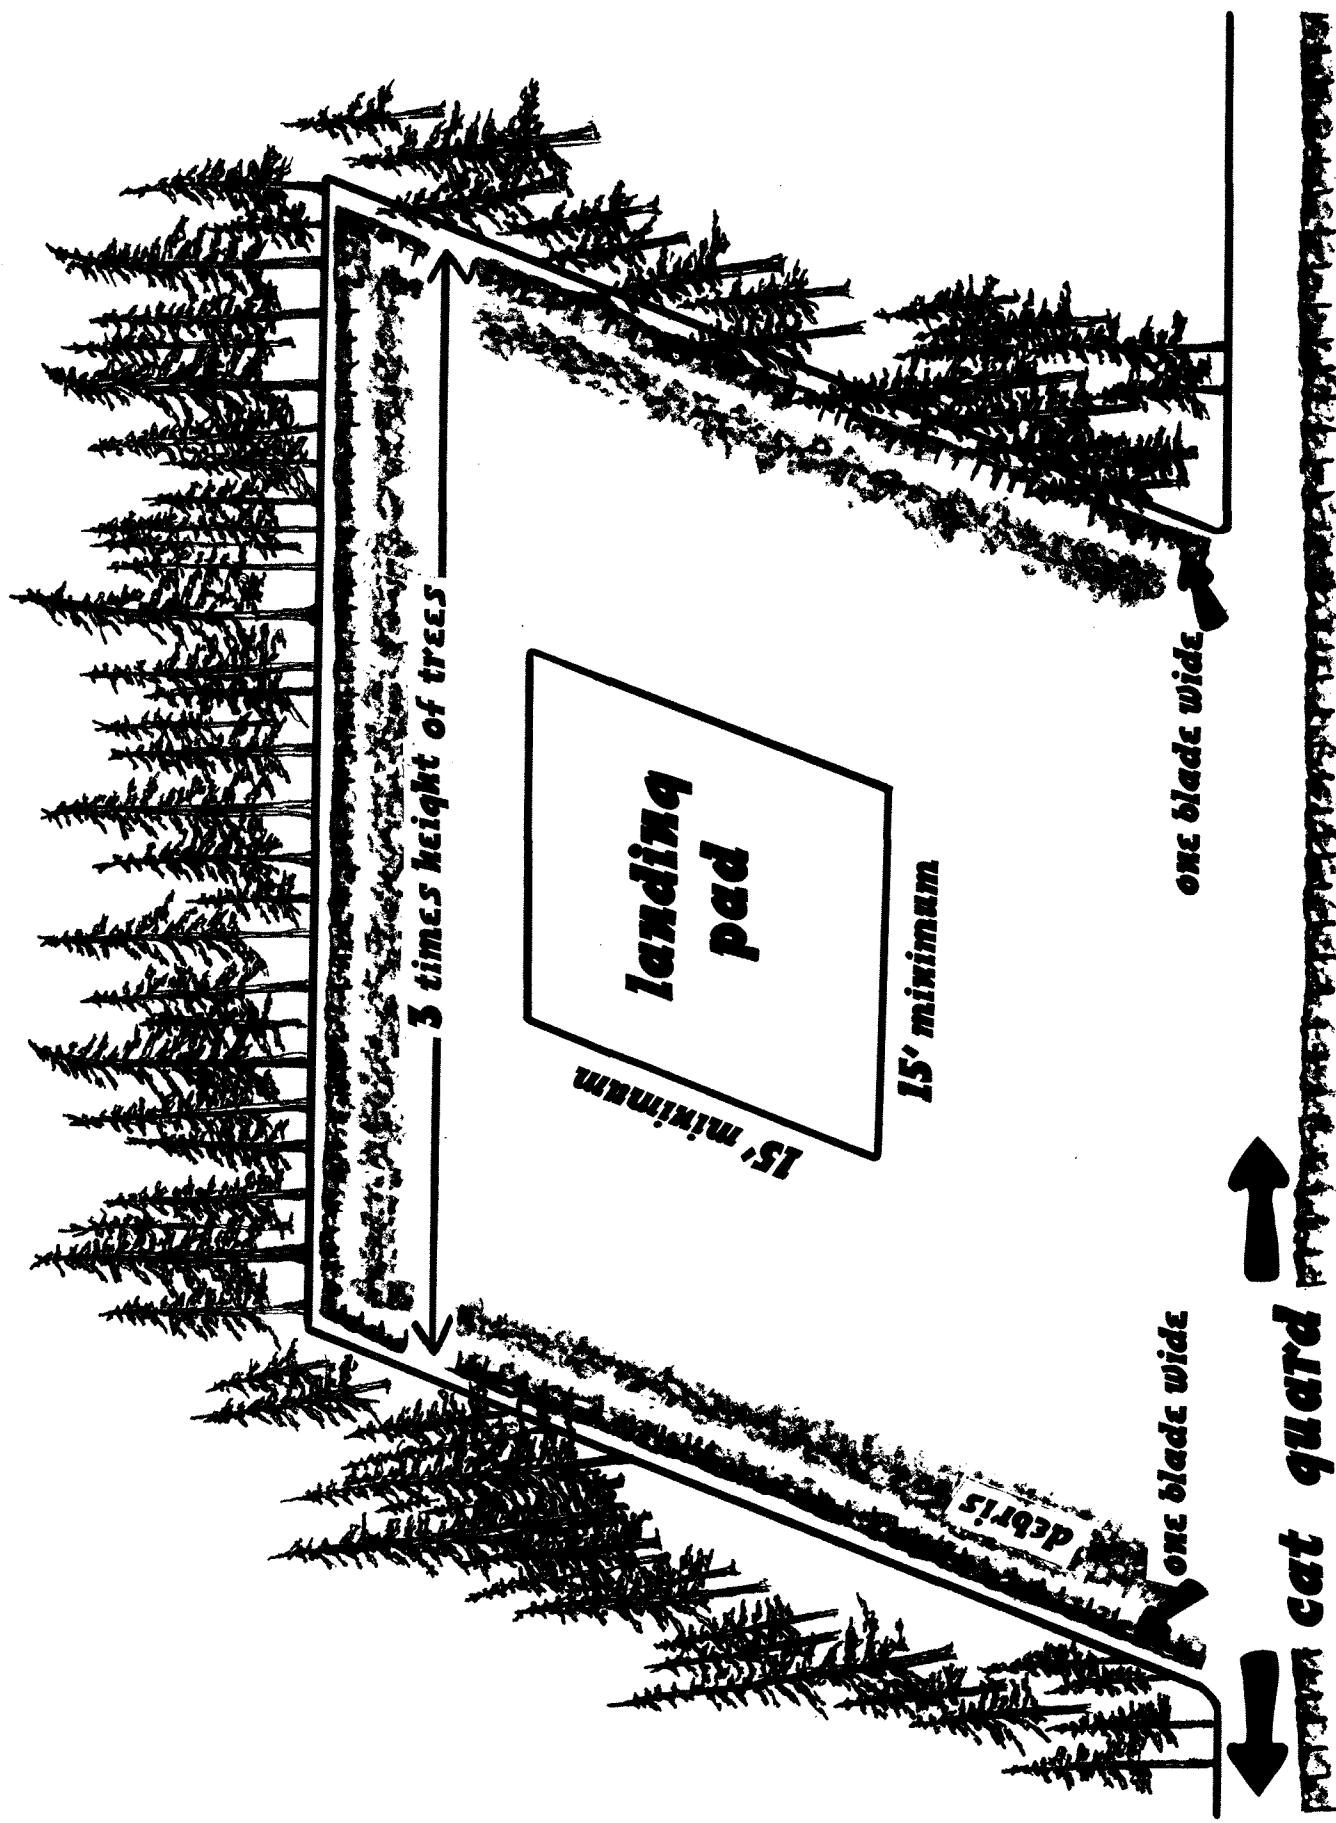 3 times height of trees
landing
pad
15' minimum
15' minimum
debris
one blade wide
one blade wide
cat guard